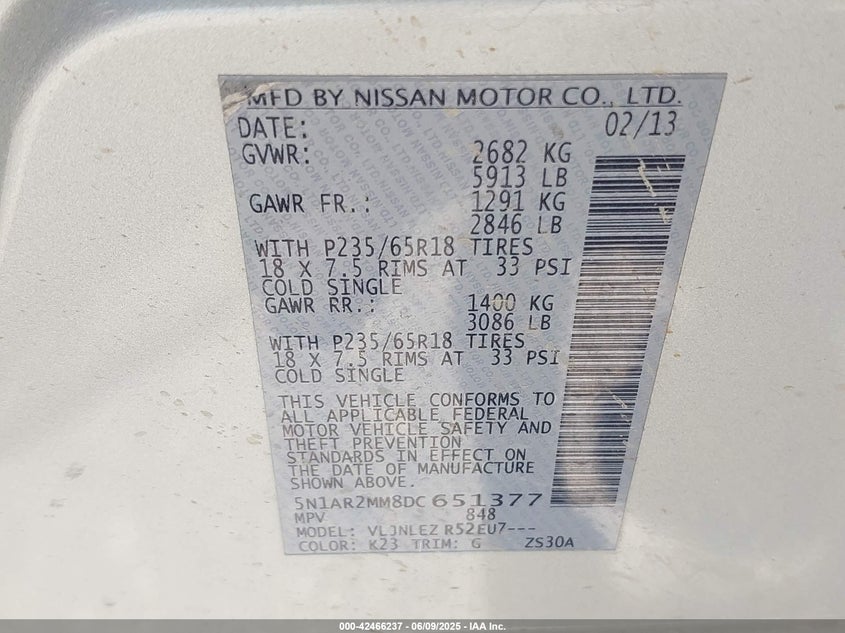 MFD BY NISSAN MOTOR CO., LTD.
DATE: 02/13
GVWR: 2682 KG
5913 LB
GAWR FR.: 1291 KG
2846 LB
WITH P235/65R18 TIRES
18 X 7.5 RIMS AT 33 PSI
COLD SINGLE
GAWR RR.: 1400 KG
3086 LB
WITH P235/65R18 TIRES
18 X 7.5 RIMS AT 33 PSI
COLD SINGLE
THIS VEHICLE CONFORMS TO
ALL APPLICABLE FEDERAL
MOTOR VEHICLE SAFETY AND
THEFT PREVENTION
STANDARDS IN EFFECT ON
THE DATE OF MANUFACTURE
SHOWN ABOVE.
5N1AR2MM8DC651377
MPV 848
MODEL: VLJNLEZ R52EU7---
COLOR: K23 TRIM: G ZS30A
000-42466237 - 06/09/2025 - IAA Inc.